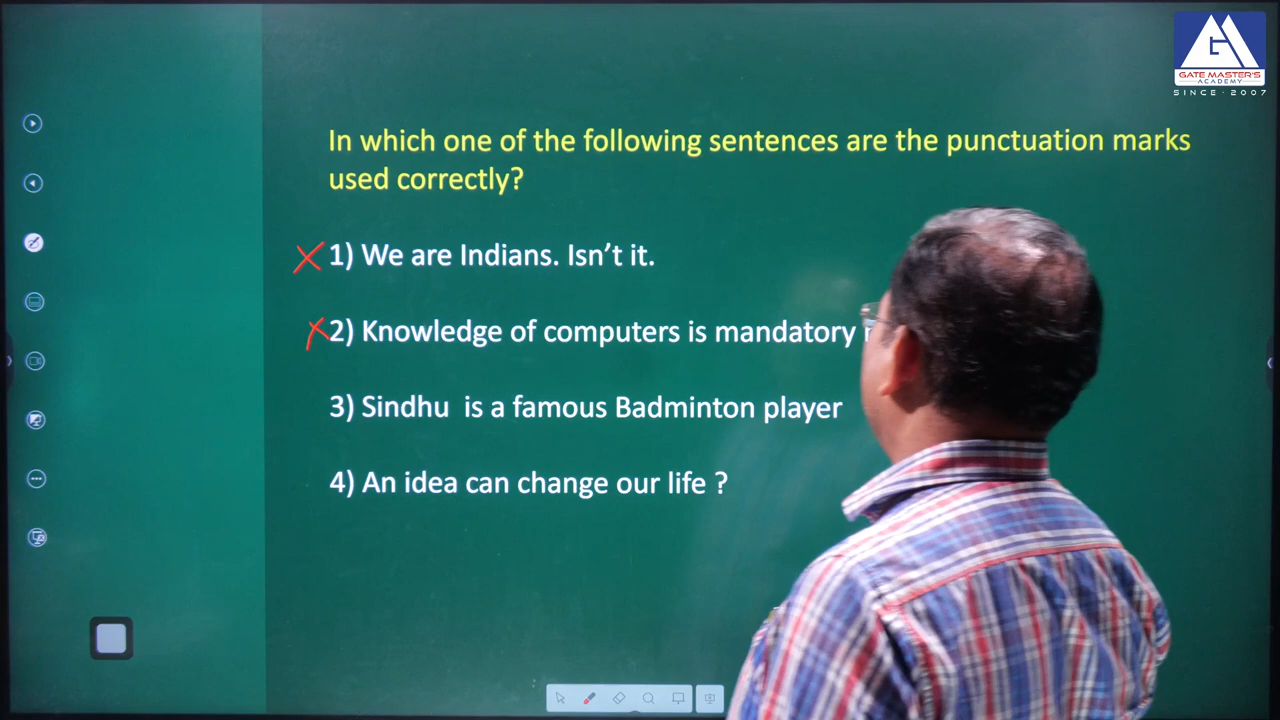 GATE MASTER'S
ACADEMY
SINCE · 2007
In which one of the following sentences are the punctuation marks
used correctly?
1) We are Indians. Isn't it.
2) Knowledge of computers is mandatory
3) Sindhu is a famous Badminton player
4) An idea can change our life ?